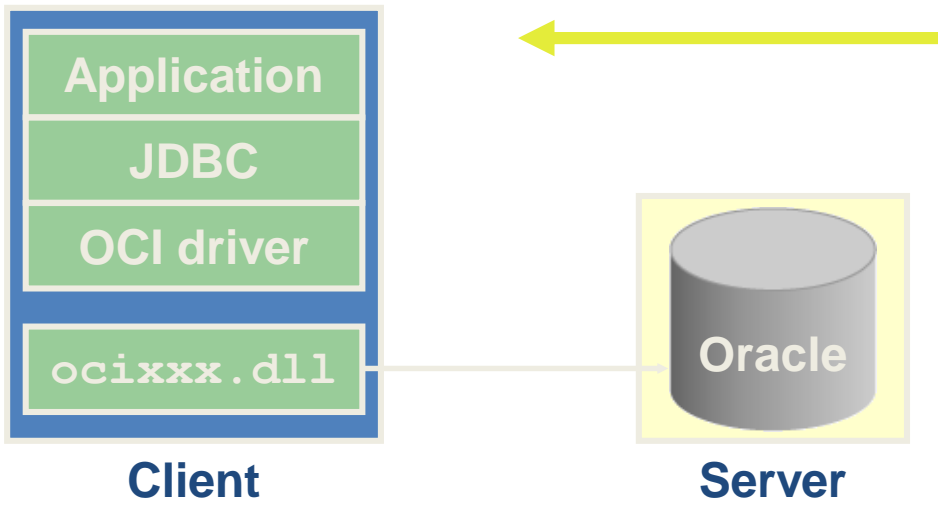 Application
JDBC
OCI driver
ocixxx.dll
Oracle
Client
Server